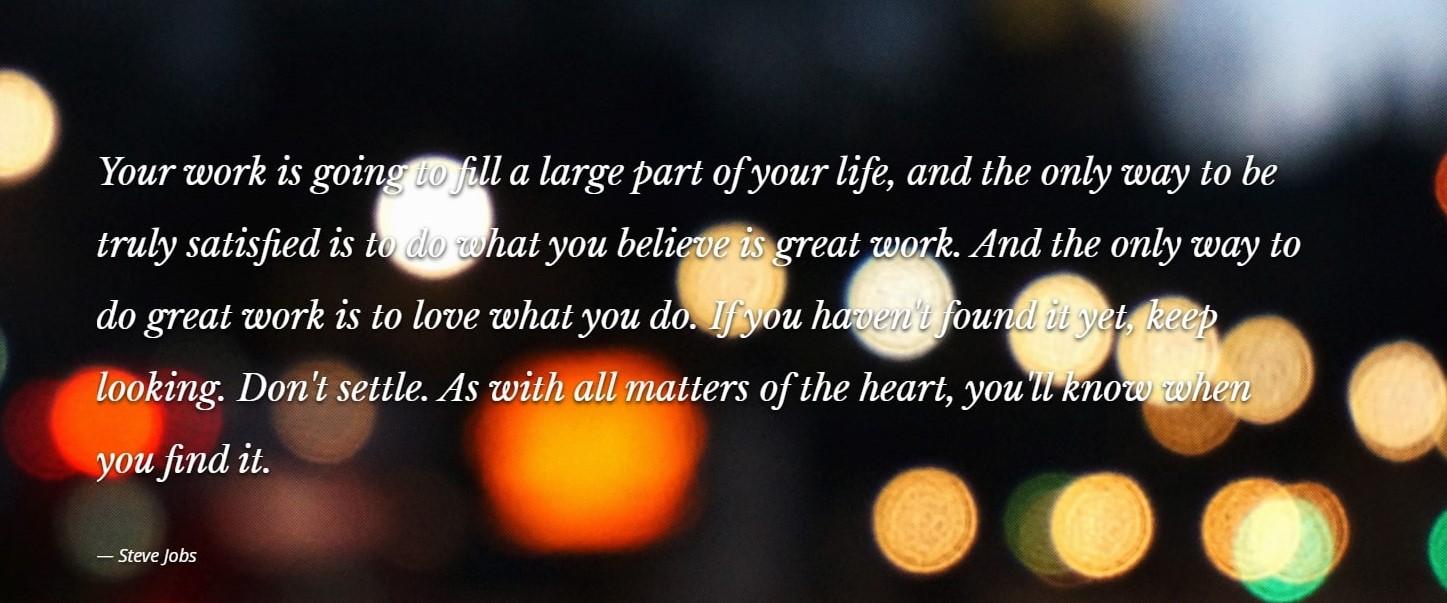 Your work is going to fill a large part of your life, and the only way to be
truly satisfied is to do what you believe is great work. And the only way to
do great work is to love what you do. If you haven't found it yet, keep
looking. Don't settle. As with all matters of the heart, you'll know when
you find it.
— Steve Jobs